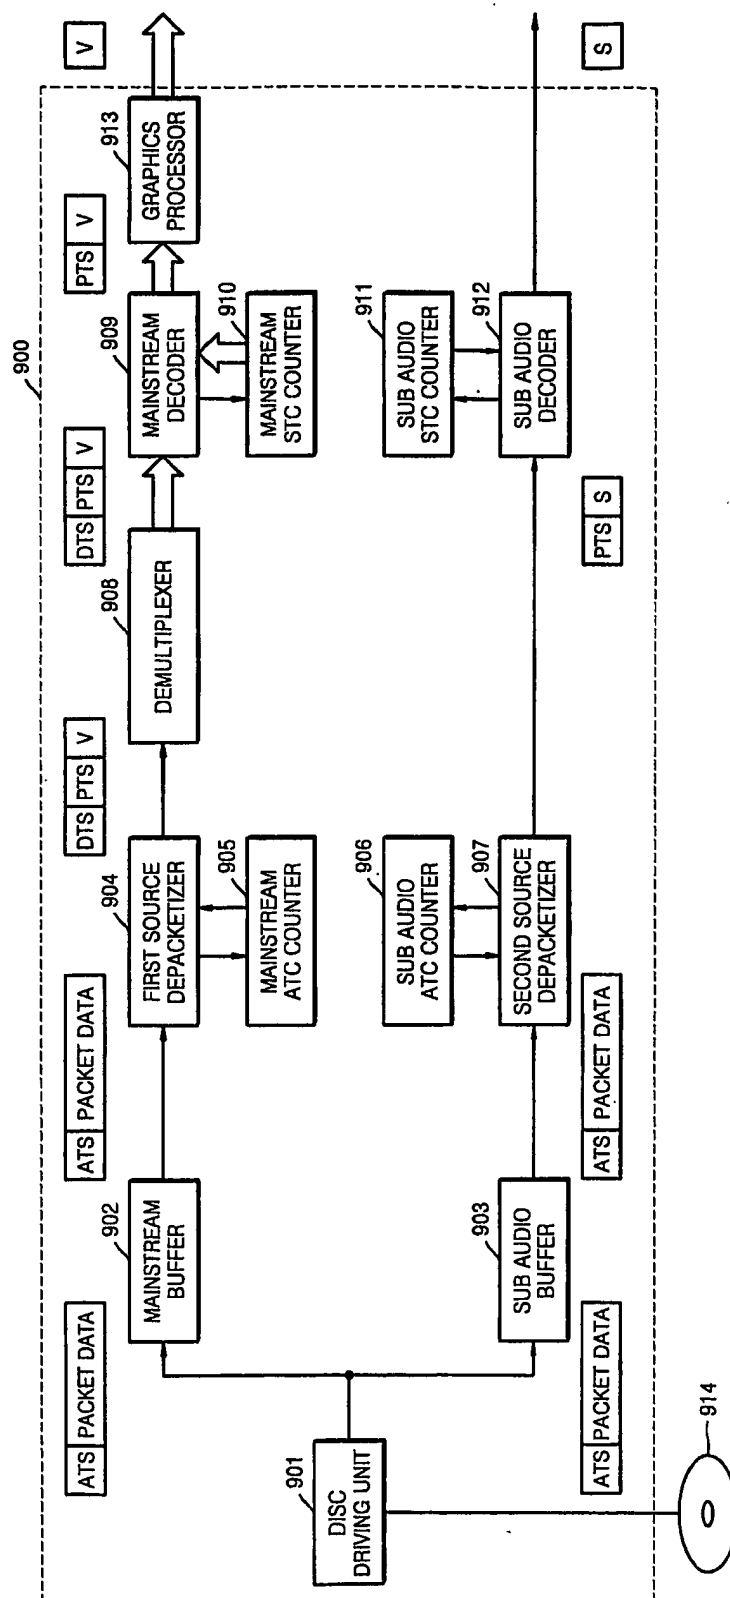 900
ATS PACKET DATA
ATS PACKET DATA
DTS PTS V
DTS PTS V
PTS V
V
901
DISC
DRIVING UNIT
902
MAINSTREAM
BUFFER
904
FIRST SOURCE
DEPACKETIZER
905
MAINSTREAM
ATC COUNTER
908
DEMULTIPLEXER
909
MAINSTREAM
DECODER
910
MAINSTREAM
STC COUNTER
913
GRAPHICS
PROCESSOR
903
SUB AUDIO
BUFFER
906
SUB AUDIO
ATC COUNTER
907
SECOND SOURCE
DEPACKETIZER
911
SUB AUDIO
STC COUNTER
912
SUB AUDIO
DECODER
ATS PACKET DATA
ATS PACKET DATA
PTS S
S
914